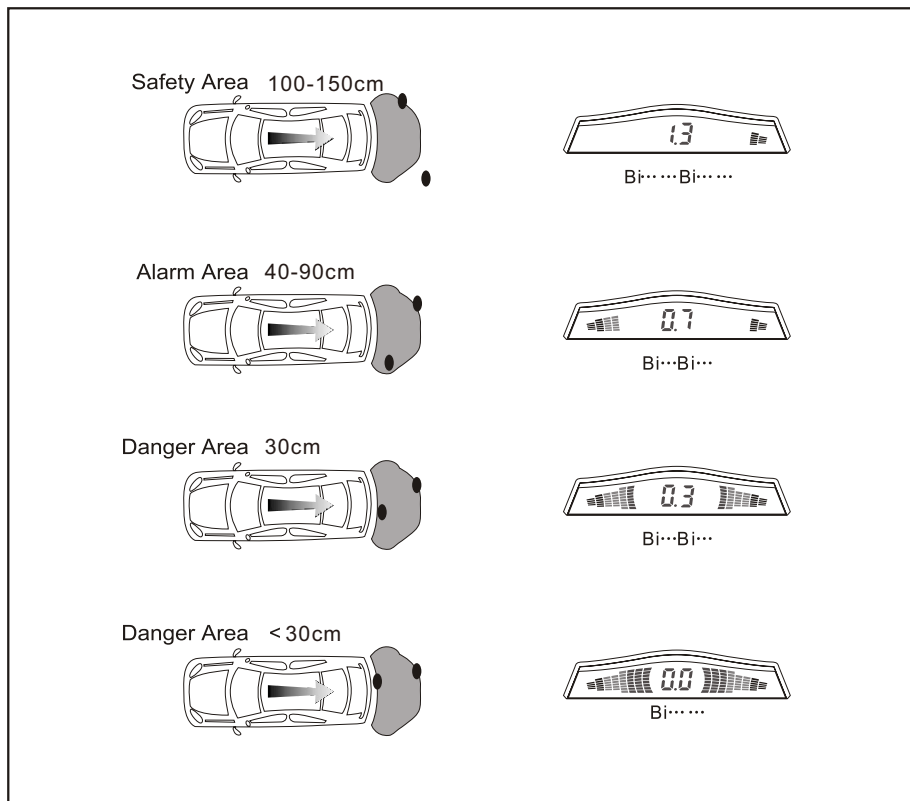 Safety Area 100-150cm
1.3
Bi··· ···Bi··· ···
Alarm Area 40-90cm
0.7
Bi···Bi···
Danger Area 30cm
0.3
Bi···Bi···
Danger Area <30cm
0.0
Bi··· ···